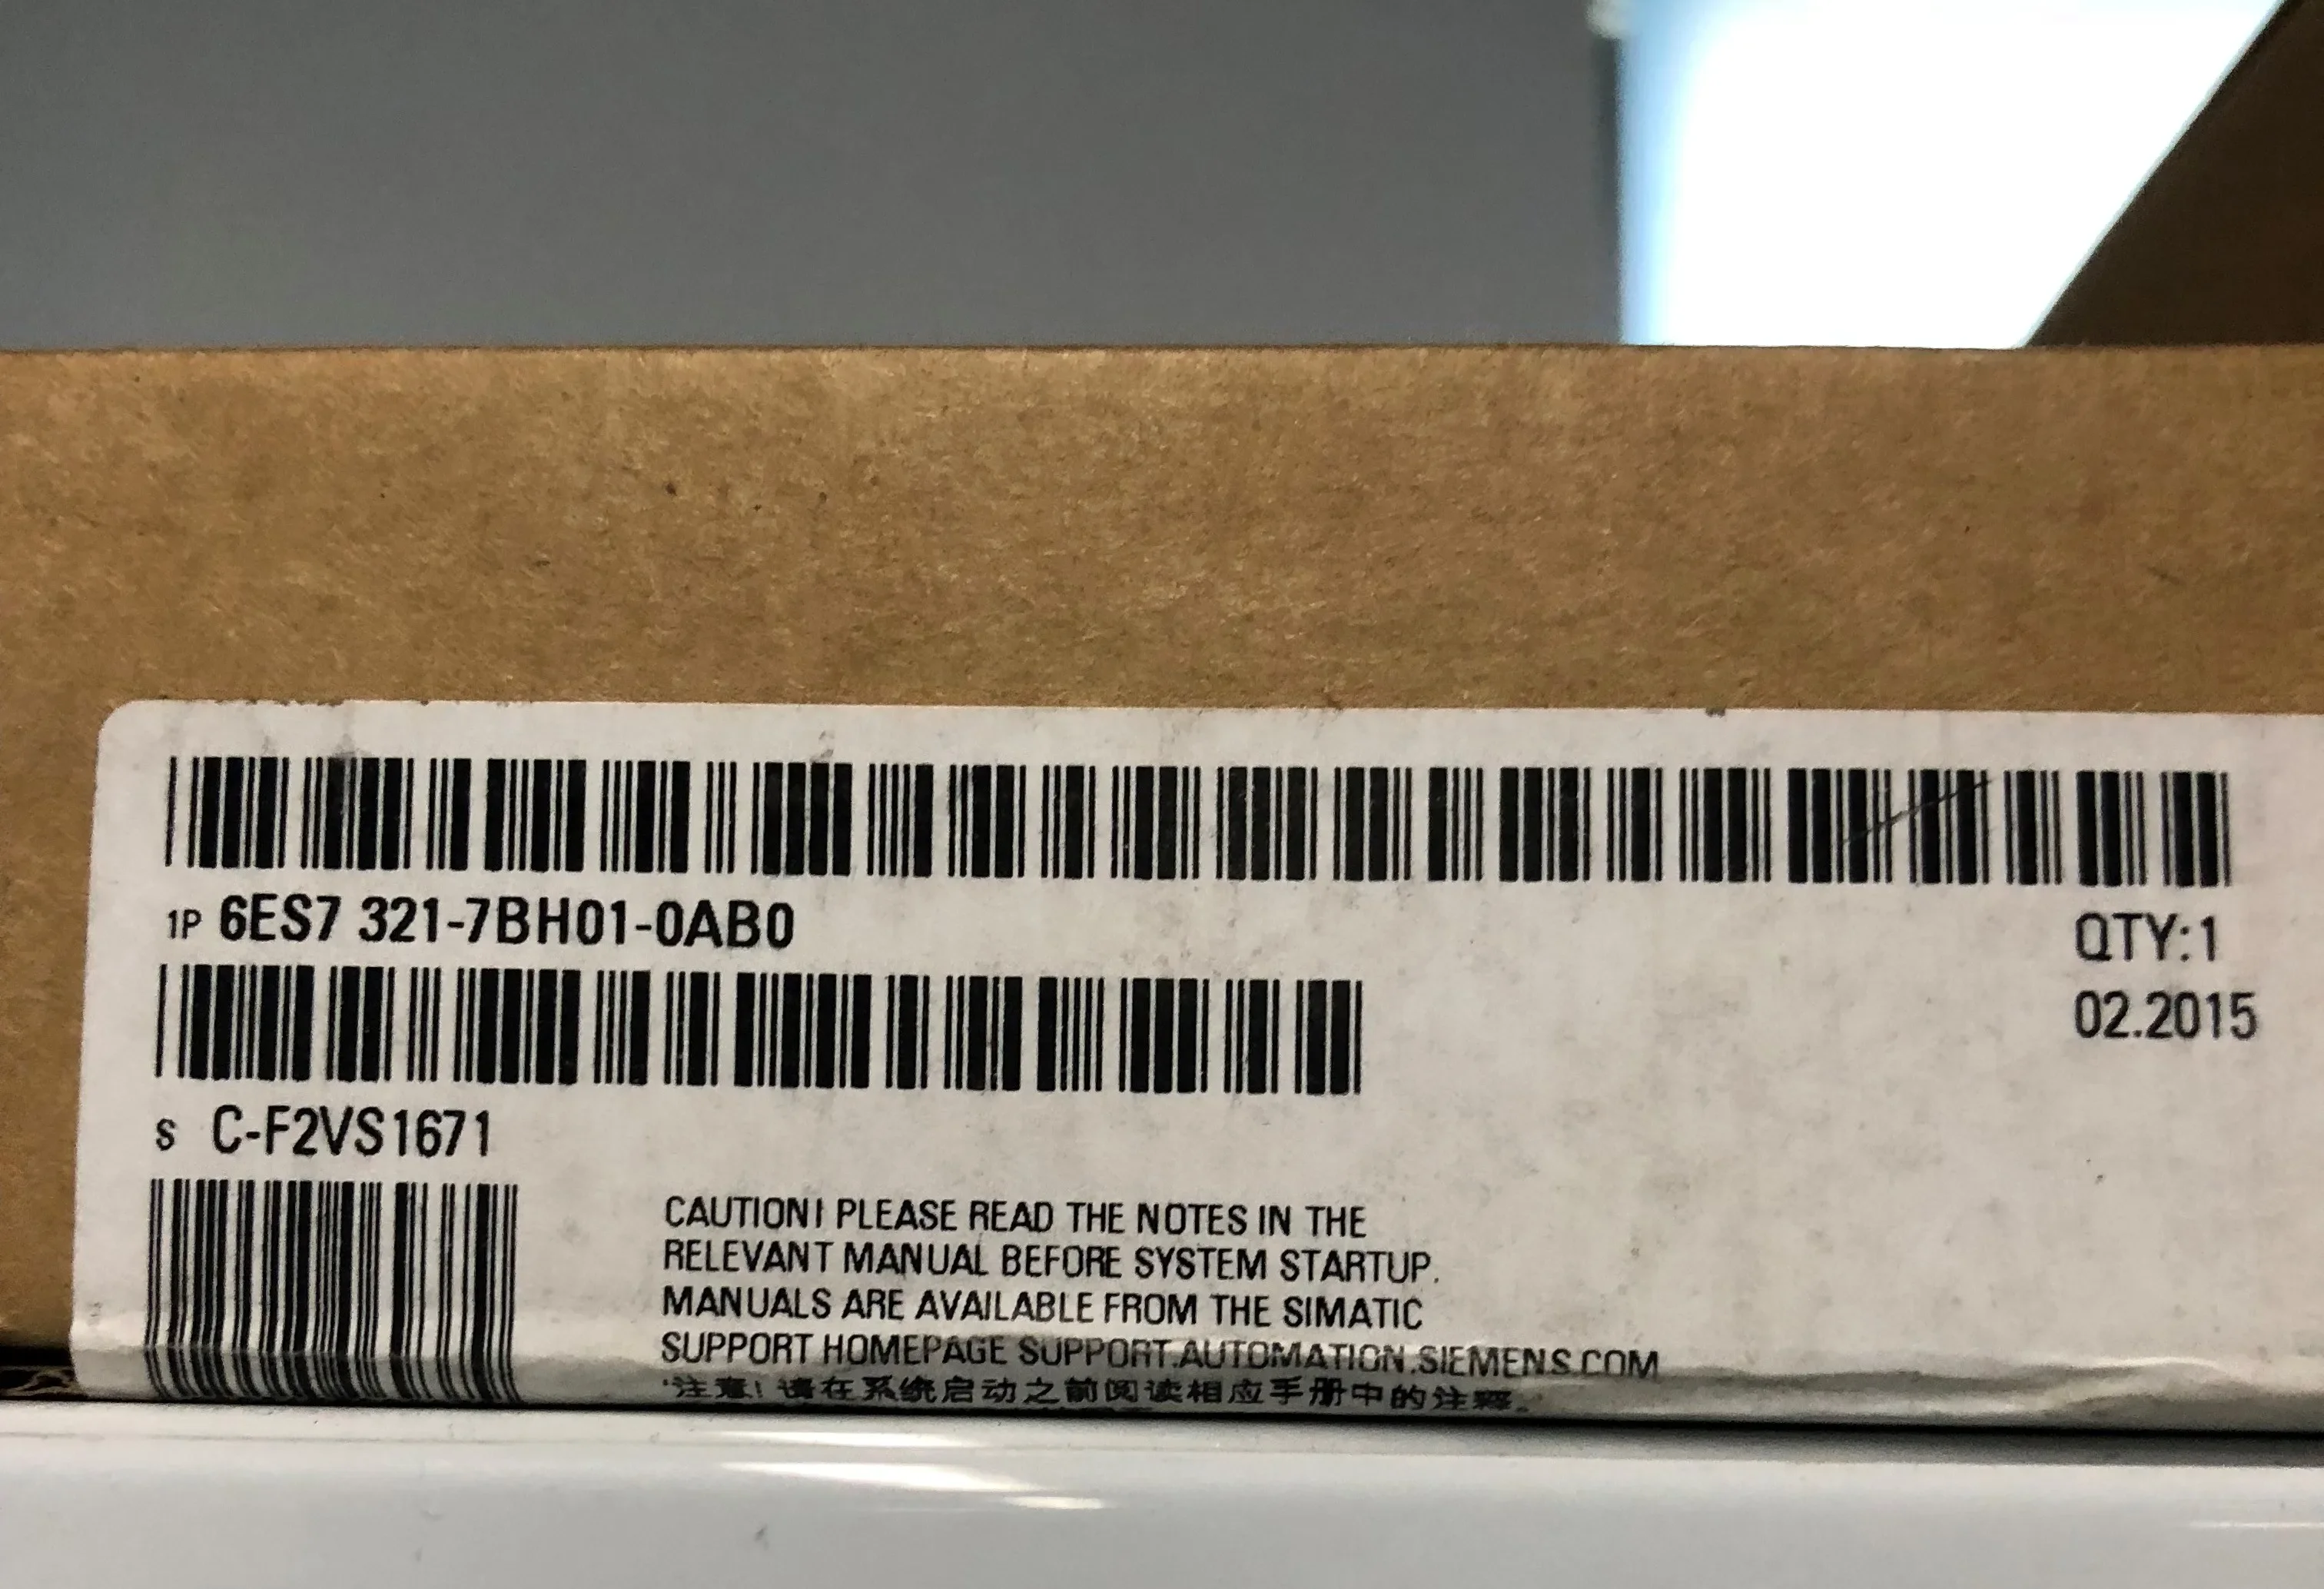 1P 6ES7 321-7BH01-0AB0
QTY:1
02.2015
S C-F2VS1671
CAUTION! PLEASE READ THE NOTES IN THE
RELEVANT MANUAL BEFORE SYSTEM STARTUP.
MANUALS ARE AVAILABLE FROM THE SIMATIC
SUPPORT HOMEPAGE SUPPORT.AUTOMATION.SIEMENS.COM
'注意! 请在系统启动之前阅读相应手册中的注释。